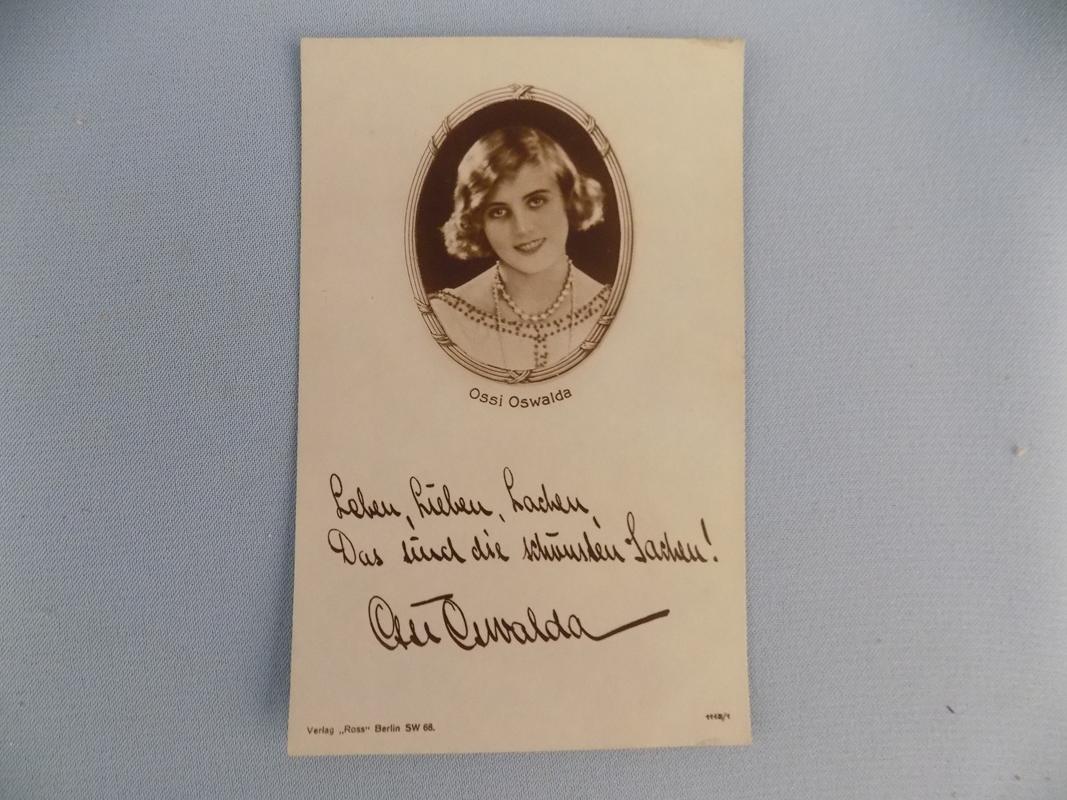 Ossi Oswalda
Leben, Lieben, Lachen,
Das sind die schönsten Sachen!
Ossi Oswalda
Verlag „Ross“ Berlin SW 68.